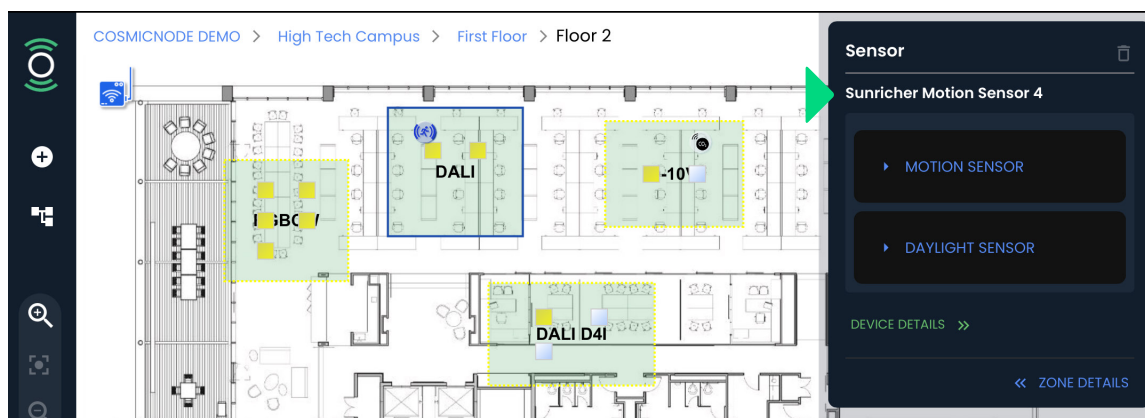 COSMICNODE DEMO > High Tech Campus > First Floor > Floor 2
Sensor
Sunricher Motion Sensor 4
MOTION SENSOR
DAYLIGHT SENSOR
DEVICE DETAILS >>
<< ZONE DETAILS
DALI
-10V
CO₂
DALI D4I